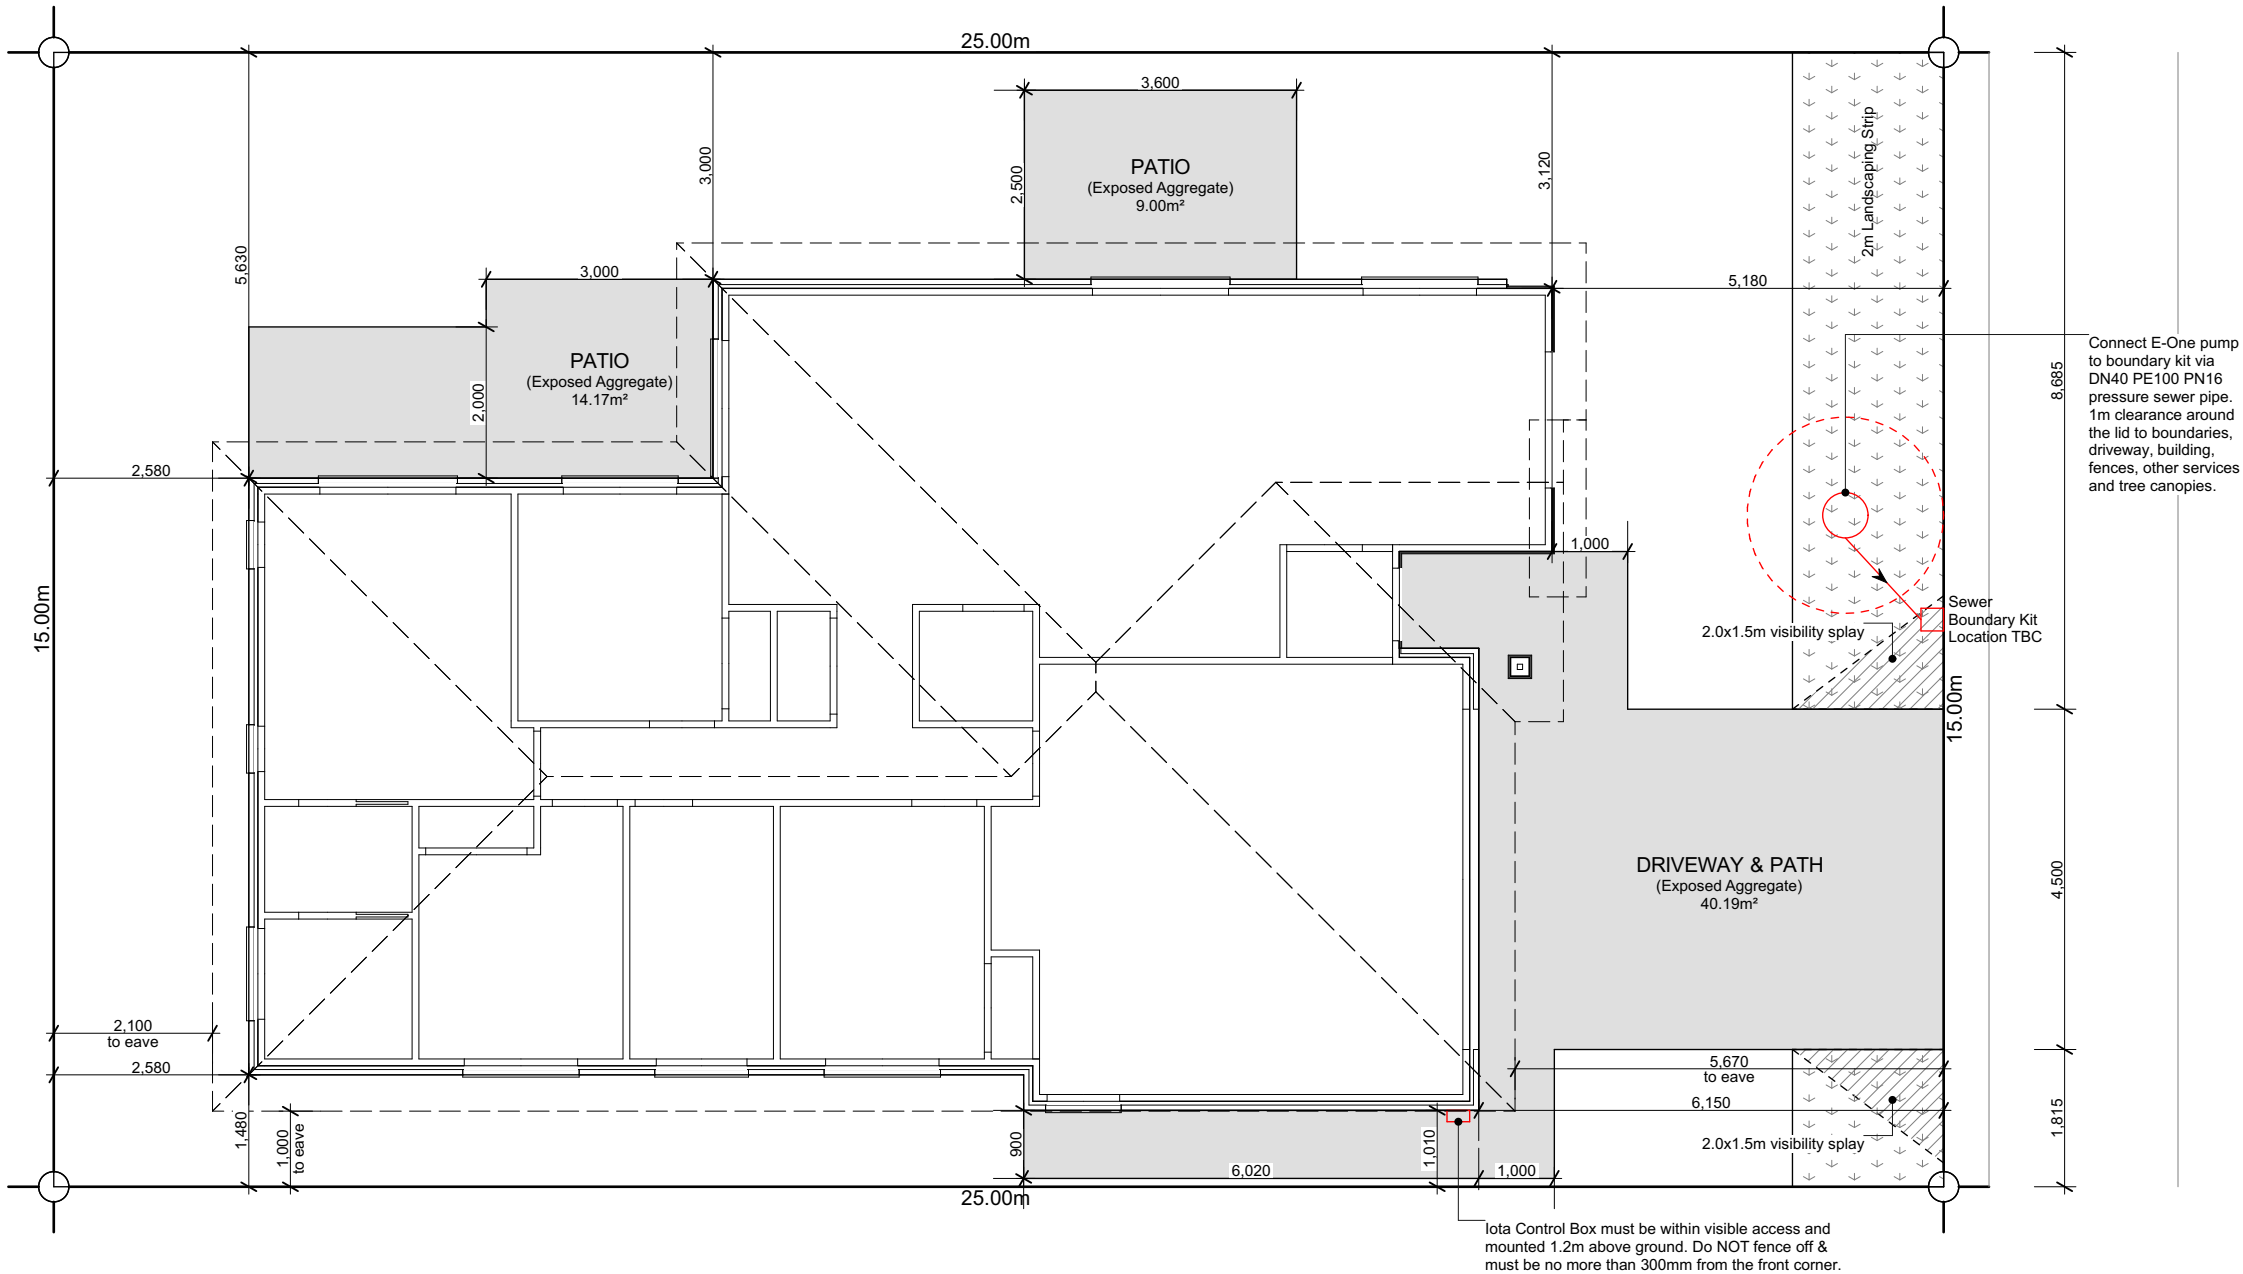 25.00m
3,600
3,000
2,500
3,120
PATIO
(Exposed Aggregate)
9.00m²
2m Landscaping Strip
5,630
3,000
5,180
PATIO
(Exposed Aggregate)
14.17m²
2,000
8,685
Connect E-One pump
to boundary kit via
DN40 PE100 PN16
pressure sewer pipe.
1m clearance around
the lid to boundaries,
driveway, building,
fences, other services
and tree canopies.
2,580
1,000
15.00m
Sewer
Boundary Kit
Location TBC
2.0x1.5m visibility splay
15.00m
DRIVEWAY & PATH
(Exposed Aggregate)
40.19m²
4,500
2,100
to eave
2,580
5,670
to eave
6,150
1,480
1,000
to eave
900
1,010
2.0x1.5m visibility splay
1,815
6,020
1,000
25.00m
Iota Control Box must be within visible access and
mounted 1.2m above ground. Do NOT fence off &
must be no more than 300mm from the front corner.